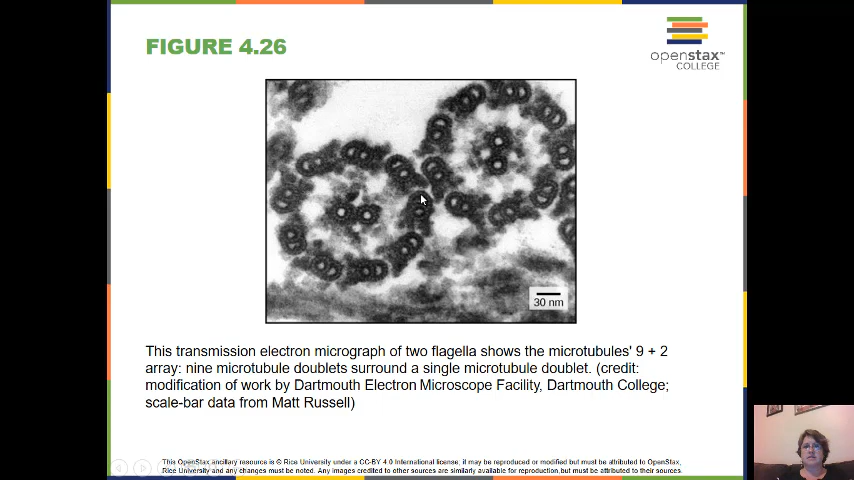 FIGURE 4.26
openstax™
COLLEGE
30 nm
This transmission electron micrograph of two flagella shows the microtubules' 9 + 2
array: nine microtubule doublets surround a single microtubule doublet. (credit:
modification of work by Dartmouth Electron Microscope Facility, Dartmouth College;
scale-bar data from Matt Russell)
This OpenStax ancillary resource is © Rice University under a CC-BY 4.0 International license; it may be reproduced or modified but must be attributed to OpenStax,
Rice University and any changes must be noted. Any images credited to other sources are similarly available for reproduction, but must be attributed to their sources.